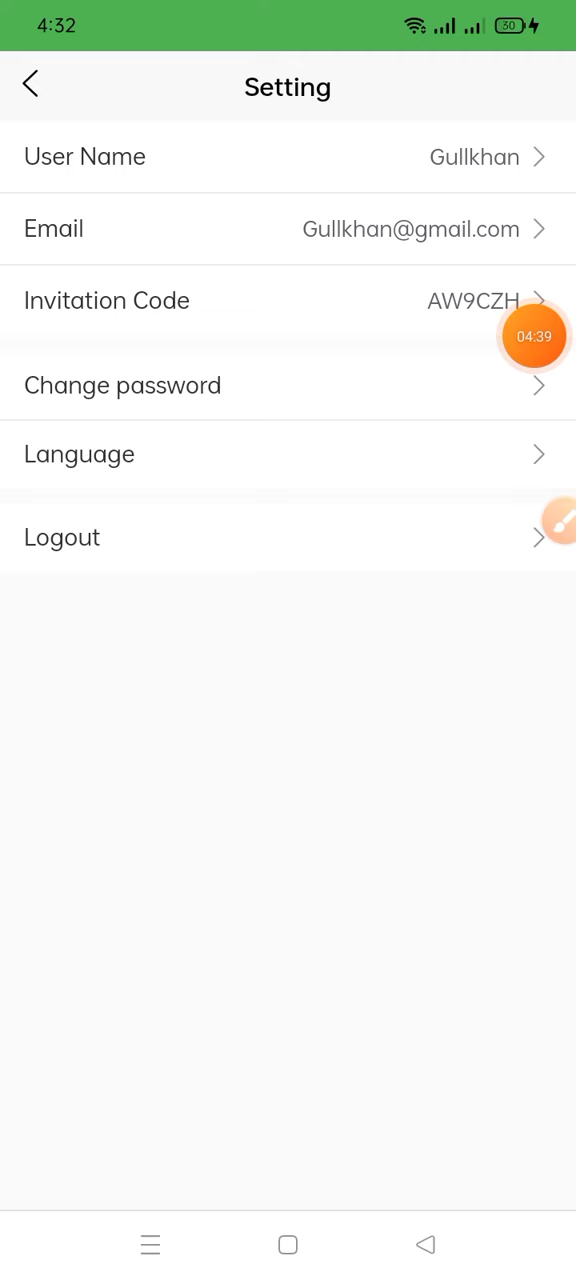 4:32
30
Setting
User Name
Gullkhan
Email
Gullkhan@gmail.com
Invitation Code
AW9CZH
04:39
Change password
Language
Logout